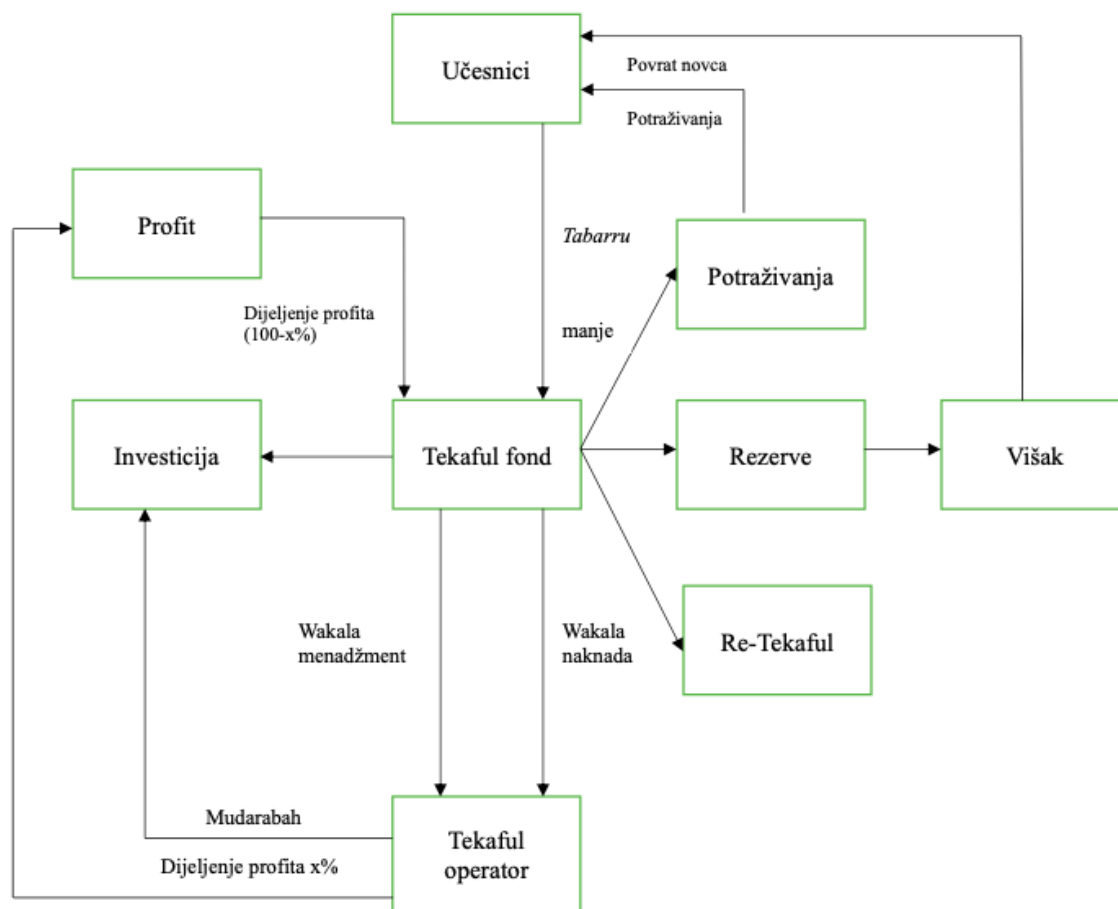 Učesnici
Povrat novca
Potraživanja
Profit
Tabarru
Potraživanja
Dijeljenje profita
(100-x%)
manje
Investicija
Tekaful fond
Rezerve
Višak
Wakala
menadžment
Wakala
naknada
Re-Tekaful
Mudarabah
Dijeljenje profita x%
Tekaful
operator